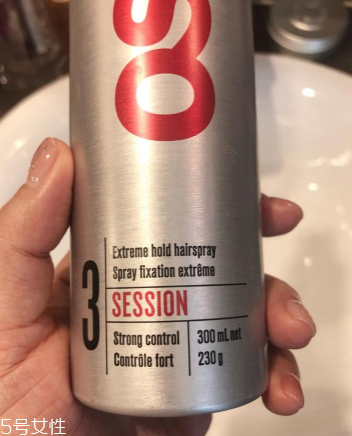 OS
Extreme hold hairspray
Spray fixation extrême
3 SESSION
Strong control 300 mL net
Contrôle fort 230 g
5号女性